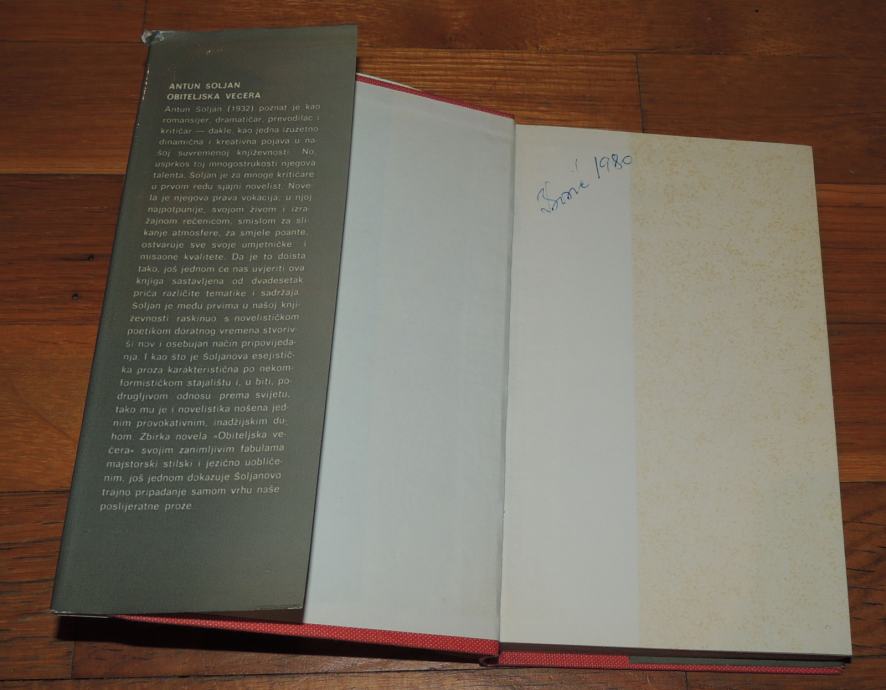 ANTUN ŠOLJAN
OBITELJSKA VEČERA
Antun Šoljan (1932) poznat je kao
romansijer, dramatičar, prevodilac i
kritičar — dakle, kao jedna izuzetno
dinamična i kreativna pojava u na-
šoj suvremenoj književnosti. No,
usprkos toj mnogostrukosti njegova
talenta, Šoljan je za mnoge kritičare
u prvom redu sjajni novelist. Nove-
la je njegova prava vokacija; u njoj
najpotpunije, svojom živom i izra-
žajnom rečenicom, smislom za sli-
kanje atmosfere, za smjele poante,
ostvaruje sve svoje umjetničke i
misaone kvalitete. Da je to doista
tako, još jednom će nas uvjeriti ova
knjiga sastavljena od dvadesetak
priča različite tematike i sadržaja.
Šoljan je među prvima u našoj knji-
ževnosti raskinuo s novelističkom
poetikom doratnog vremena stvoriv-
ši nov i osebujan način pripovijeda-
nja. I kao što je Šoljanova esejistič-
ka proza karakteristična po nekon-
formističkom stajalištu i, u biti, po-
drugljivom odnosu prema svijetu,
tako mu je i novelistika nošena jed-
nim provokativnim, inadžijskim du-
hom. Zbirka novela »Obiteljska ve-
čera« svojim zanimljivim fabulama
majstorski stilski i jezično uobliče-
nim, još jednom dokazuje Šoljanovo
trajno pripadanje samom vrhu naše
poslijeratne proze.
1980